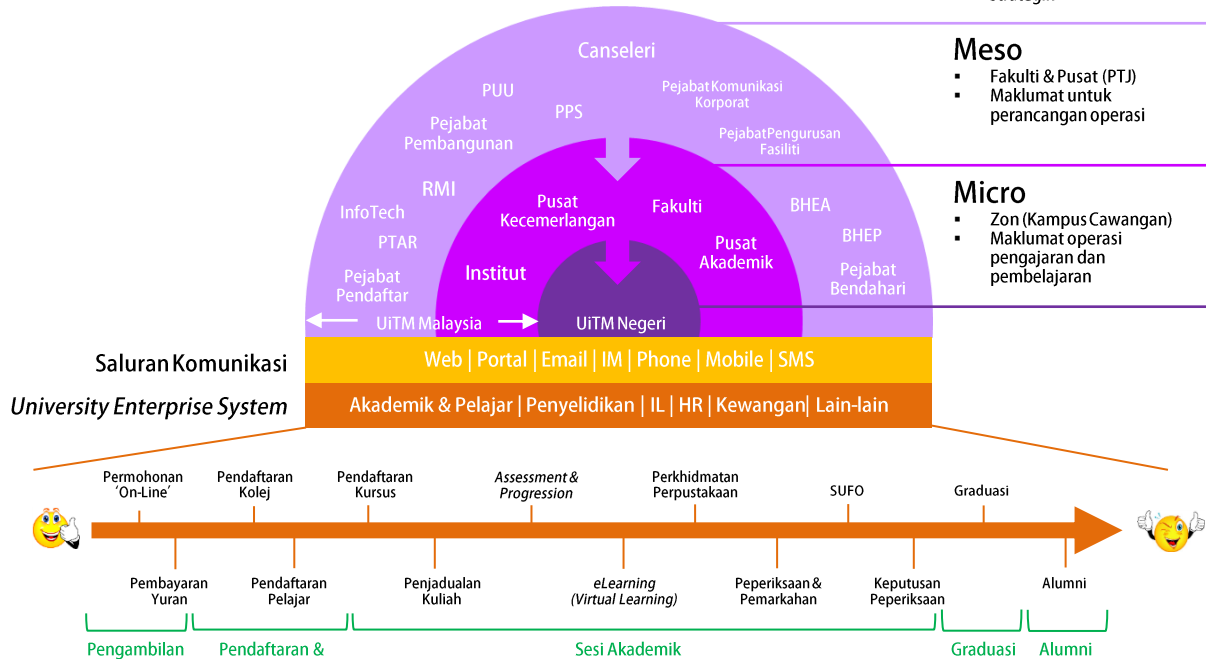 Meso
▪ Fakulti & Pusat (PTJ)
▪ Maklumat untuk
perancangan operasi
Micro
▪ Zon (Kampus Cawangan)
▪ Maklumat operasi
pengajaran dan
pembelajaran
Canseleri
PUU
PPS
Pejabat Komunikasi
Korporat
Pejabat
Pembangunan
Pejabat Pengurusan
Fasiliti
RMI
InfoTech
PTAR
Pejabat
Pendaftar
BHEA
BHEP
Pejabat
Bendahari
Pusat
Kecemerlangan
Fakulti
Institut
Pusat
Akademik
UiTM Malaysia
UiTM Negeri
Saluran Komunikasi
Web | Portal | Email | IM | Phone | Mobile | SMS
University Enterprise System
Akademik & Pelajar | Penyelidikan | IL | HR | Kewangan| Lain-lain
Permohonan
'On-Line'
Pendaftaran
Kolej
Pendaftaran
Kursus
Assessment &
Progression
Perkhidmatan
Perpustakaan
SUFO
Graduasi
Pembayaran
Yuran
Pendaftaran
Pelajar
Penjadualan
Kuliah
eLearning
(Virtual Learning)
Peperiksaan &
Pemarkahan
Keputusan
Peperiksaan
Alumni
Pengambilan
Pendaftaran &
Sesi Akademik
Graduasi
Alumni